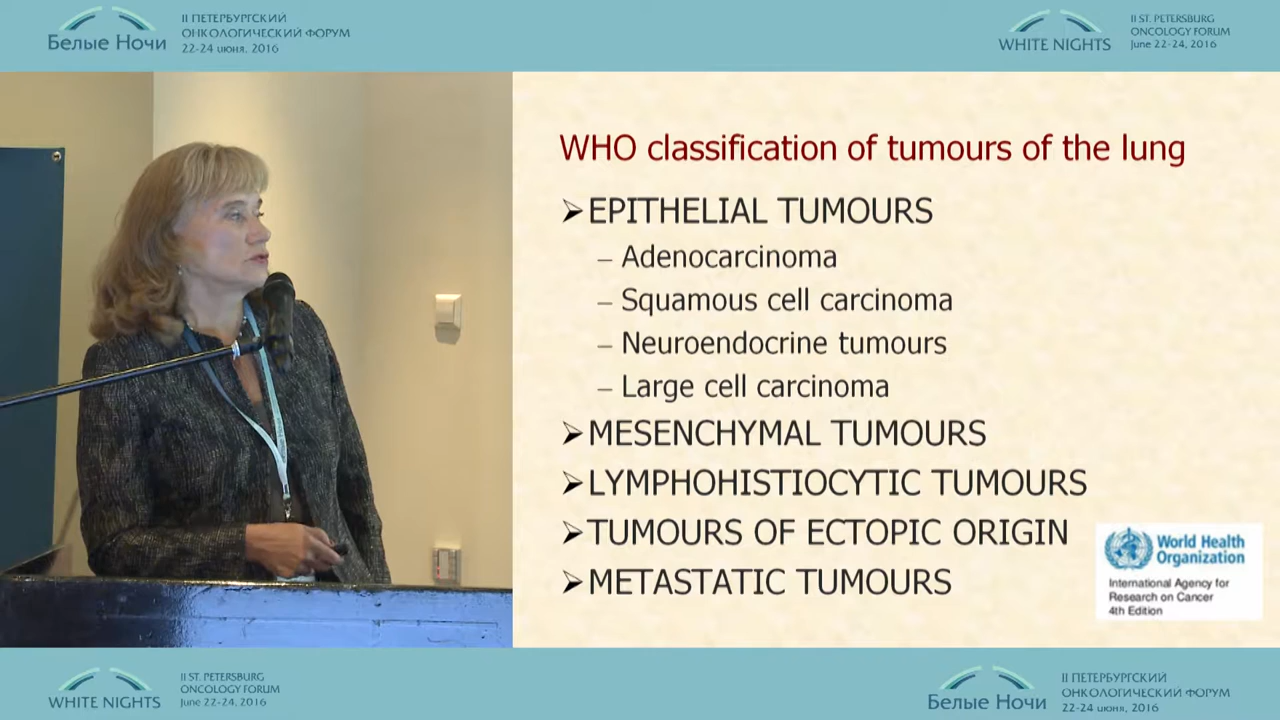 Белые Ночи
II ПЕТЕРБУРГСКИЙ
ОНКОЛОГИЧЕСКИЙ ФОРУМ
22-24 июня, 2016
WHITE NIGHTS
II ST. PETERSBURG
ONCOLOGY FORUM
June 22-24, 2016
WHO classification of tumours of the lung
➢EPITHELIAL TUMOURS
– Adenocarcinoma
– Squamous cell carcinoma
– Neuroendocrine tumours
– Large cell carcinoma
➢MESENCHYMAL TUMOURS
➢LYMPHOHISTIOCYTIC TUMOURS
➢TUMOURS OF ECTOPIC ORIGIN
➢METASTATIC TUMOURS
World Health
Organization
International Agency for
Research on Cancer
4th Edition
WHITE NIGHTS
II ST. PETERSBURG
ONCOLOGY FORUM
June 22-24, 2016
Белые Ночи
II ПЕТЕРБУРГСКИЙ
ОНКОЛОГИЧЕСКИЙ ФОРУМ
22-24 июня, 2016